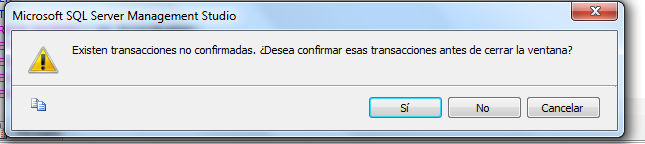 Microsoft SQL Server Management Studio
Existen transacciones no confirmadas. ¿Desea confirmar esas transacciones antes de cerrar la ventana?
Sí
No
Cancelar